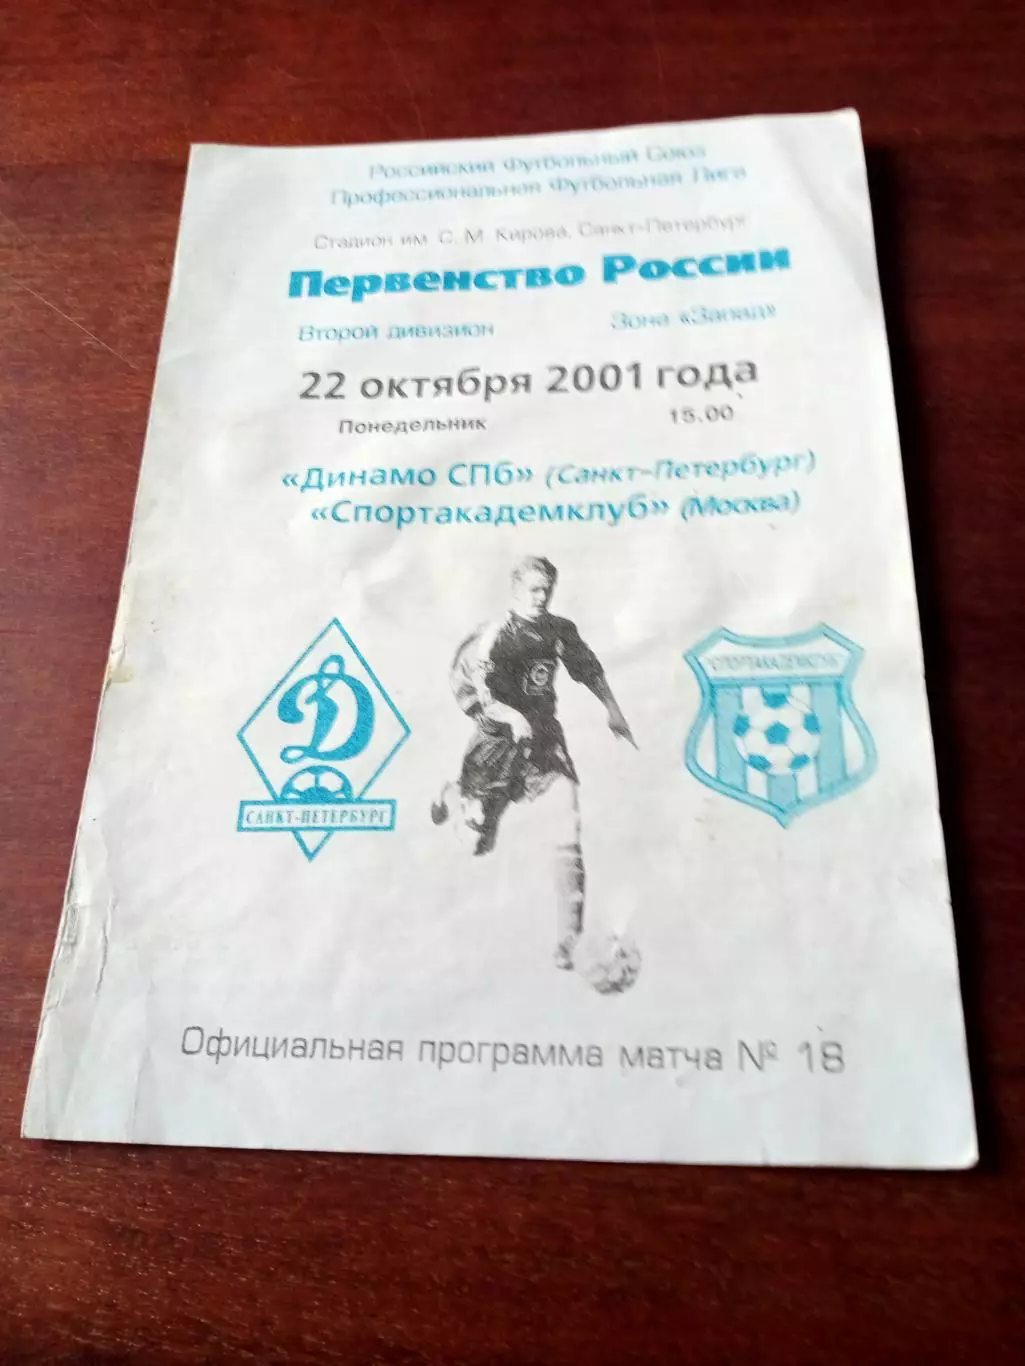 Российский Футбольный Союз
Профессиональная Футбольная Лига
Стадион им. С. М. Кирова, Санкт-Петербург
Первенство России
Второй дивизион Зона «Запад»
22 октября 2001 года
Понедельник 15.00
«Динамо СПб» (Санкт-Петербург)
«Спортакадемклуб» (Москва)
Д
САНКТ-ПЕТЕРБУРГ
"СПОРТАКАДЕМКЛУБ"
Официальная программа матча № 18